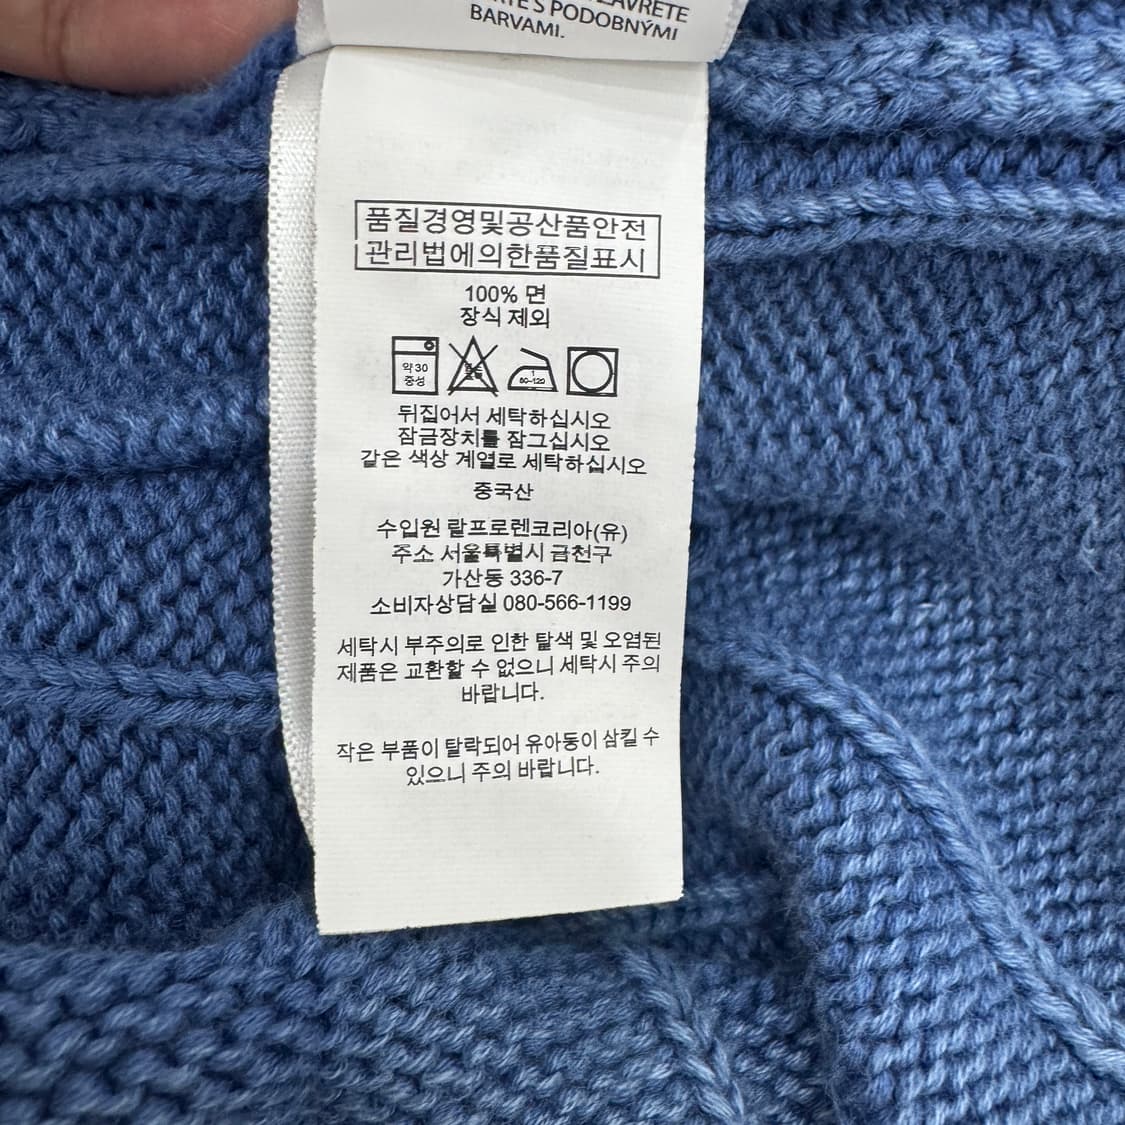 ZAVŘETE
S PODOBNÝMI
BARVAMI.
품질경영및공산품안전
관리법에의한품질표시
100% 면
장식 제외
약30
중성
1
80-120
뒤집어서 세탁하십시오
잠금장치를 잠그십시오
같은 색상 계열로 세탁하십시오
중국산
수입원 랄프로렌코리아(유)
주소 서울특별시 금천구
가산동 336-7
소비자상담실 080-566-1199
세탁시 부주의로 인한 탈색 및 오염된
제품은 교환할 수 없으니 세탁시 주의
바랍니다.
작은 부품이 탈락되어 유아동이 삼킬 수
있으니 주의 바랍니다.